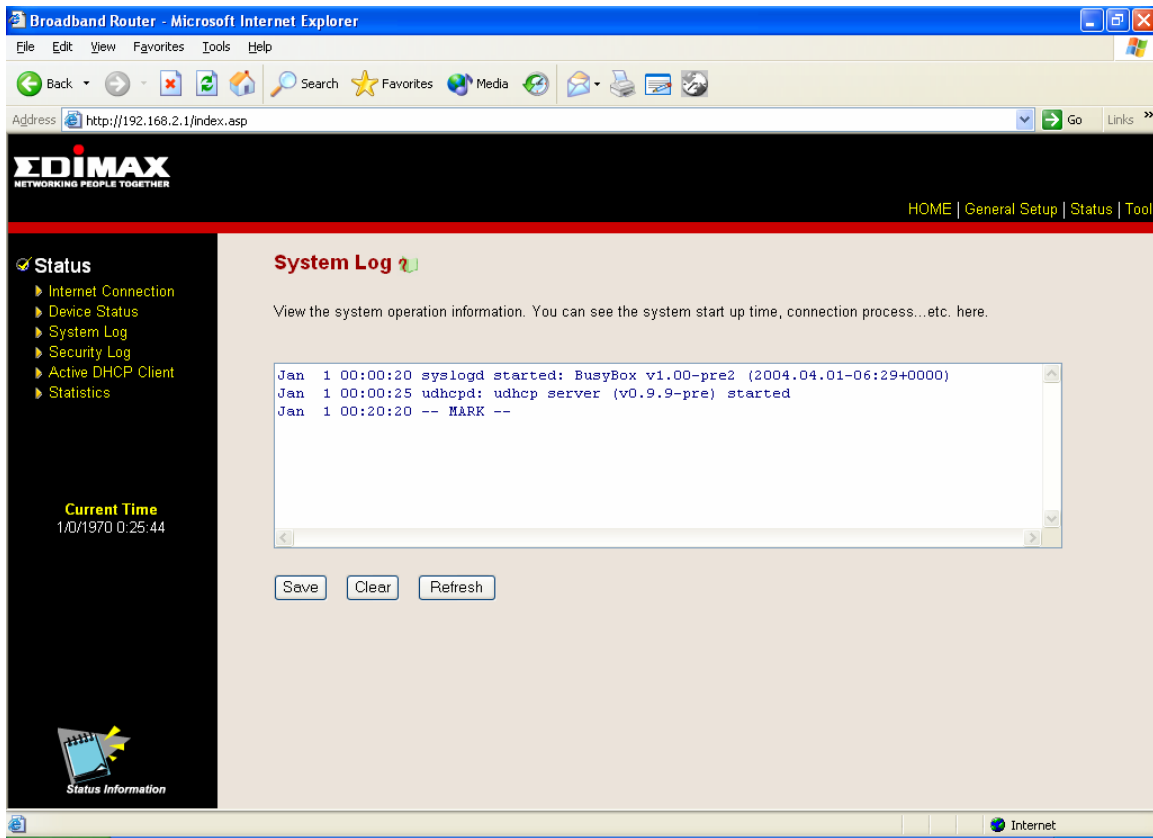 Broadband Router - Microsoft Internet Explorer
File Edit View Favorites Tools Help
Back Search Favorites Media
Address http://192.168.2.1/index.asp Go Links »
EDIMAX
NETWORKING PEOPLE TOGETHER
HOME | General Setup | Status | Tool
Status
Internet Connection
Device Status
System Log
Security Log
Active DHCP Client
Statistics
Current Time
1/0/1970 0:25:44
Status Information
System Log
View the system operation information. You can see the system start up time, connection process...etc. here.
Jan  1 00:00:20 syslogd started: BusyBox v1.00-pre2 (2004.04.01-06:29+0000)
Jan  1 00:00:25 udhcpd: udhcp server (v0.9.9-pre) started
Jan  1 00:20:20 -- MARK --
Save Clear Refresh
Internet